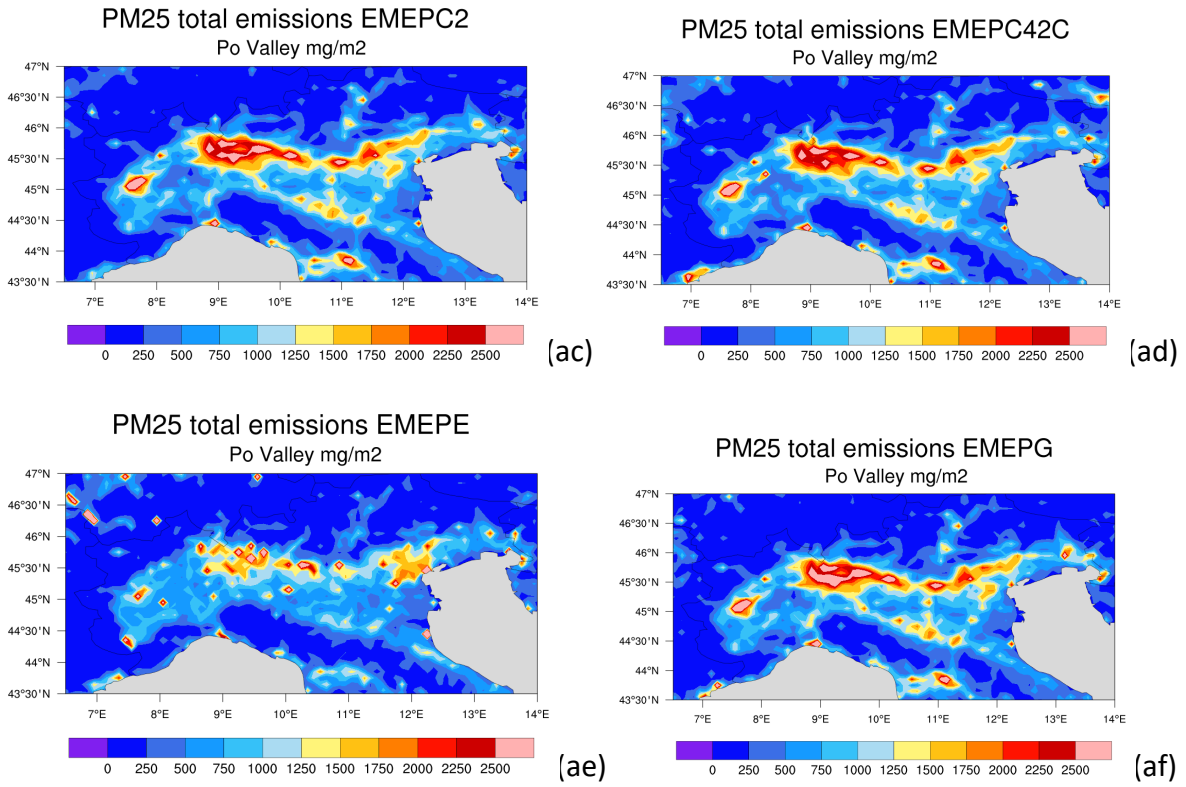 PM25 total emissions EMEPC2
Po Valley mg/m2
47°N
46°30'N
46°N
45°30'N
45°N
44°30'N
44°N
43°30'N
7°E 8°E 9°E 10°E 11°E 12°E 13°E 14°E
0 250 500 750 1000 1250 1500 1750 2000 2250 2500
(ac)
PM25 total emissions EMEPC42C
Po Valley mg/m2
47°N
46°30'N
46°N
45°30'N
45°N
44°30'N
44°N
43°30'N
7°E 8°E 9°E 10°E 11°E 12°E 13°E 14°E
0 250 500 750 1000 1250 1500 1750 2000 2250 2500
(ad)
PM25 total emissions EMEPE
Po Valley mg/m2
47°N
46°30'N
46°N
45°30'N
45°N
44°30'N
44°N
43°30'N
7°E 8°E 9°E 10°E 11°E 12°E 13°E 14°E
0 250 500 750 1000 1250 1500 1750 2000 2250 2500
(ae)
PM25 total emissions EMEPG
Po Valley mg/m2
47°N
46°30'N
46°N
45°30'N
45°N
44°30'N
44°N
43°30'N
7°E 8°E 9°E 10°E 11°E 12°E 13°E 14°E
0 250 500 750 1000 1250 1500 1750 2000 2250 2500
(af)